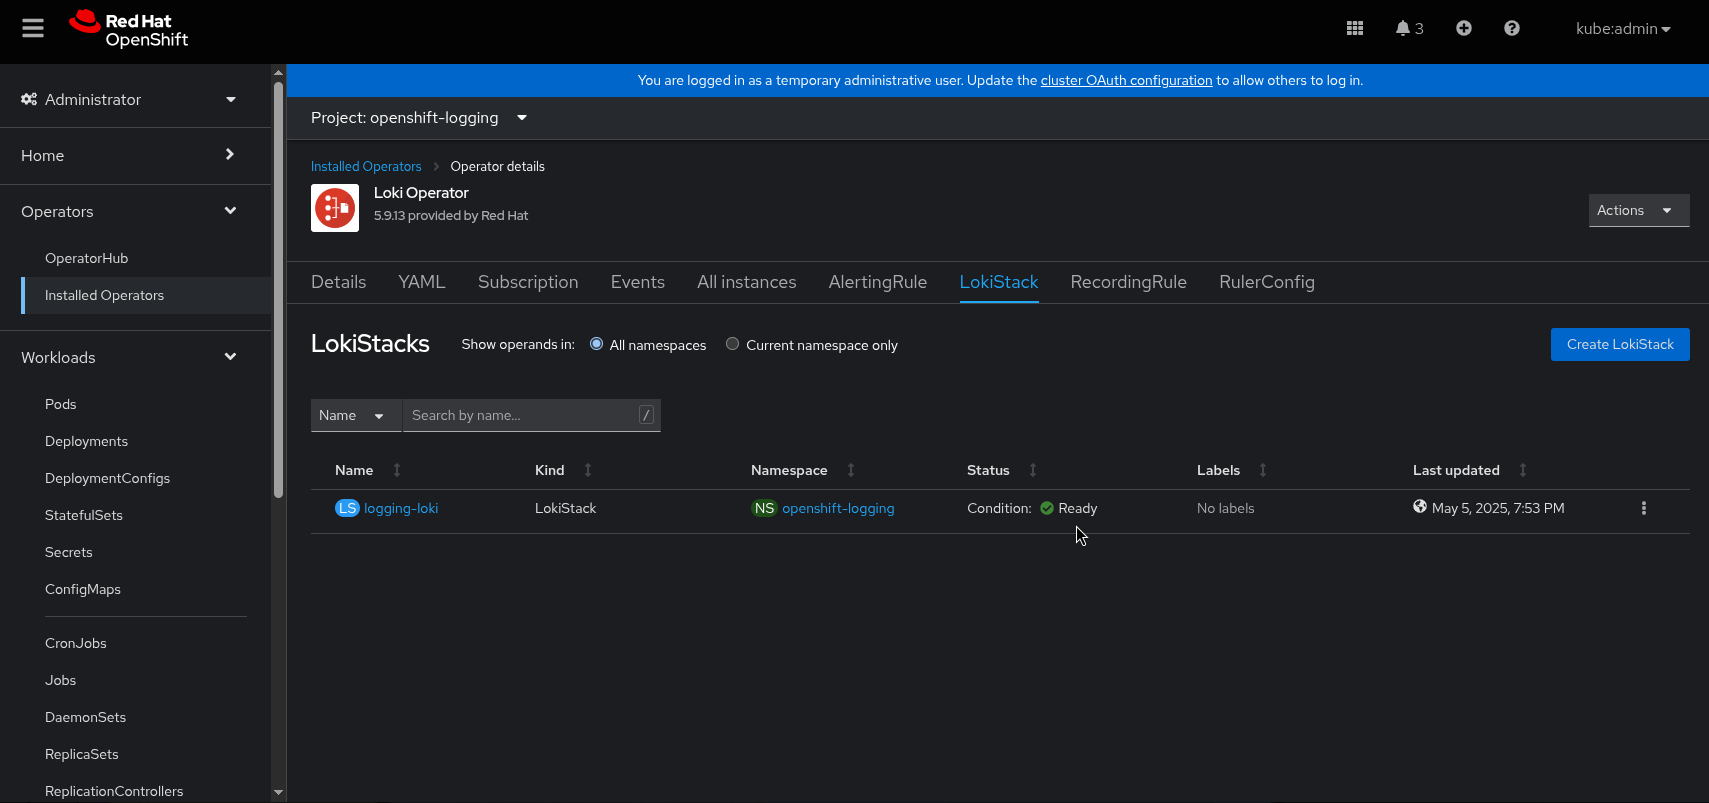 Red Hat
OpenShift
3
kube:admin
Administrator
Home
Operators
OperatorHub
Installed Operators
Workloads
Pods
Deployments
DeploymentConfigs
StatefulSets
Secrets
ConfigMaps
CronJobs
Jobs
DaemonSets
ReplicaSets
ReplicationControllers
You are logged in as a temporary administrative user. Update the cluster OAuth configuration to allow others to log in.
Project: openshift-logging
Installed Operators > Operator details
Loki Operator
5.9.13 provided by Red Hat
Actions
Details YAML Subscription Events All instances AlertingRule LokiStack RecordingRule RulerConfig
LokiStacks Show operands in: All namespaces Current namespace only Create LokiStack
Name Search by name... /
Name Kind Namespace Status Labels Last updated
LS logging-loki LokiStack NS openshift-logging Condition: Ready No labels May 5, 2025, 7:53 PM